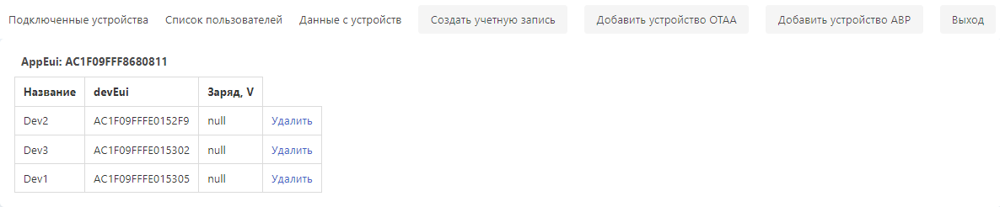 Подключенные устройства Список пользователей Данные с устройств Создать учетную запись Добавить устройство OTAA Добавить устройство ABP Выход
AppEui: AC1F09FFF8680811
Название devEui Заряд, V
Dev2 AC1F09FFFE0152F9 null Удалить
Dev3 AC1F09FFFE015302 null Удалить
Dev1 AC1F09FFFE015305 null Удалить